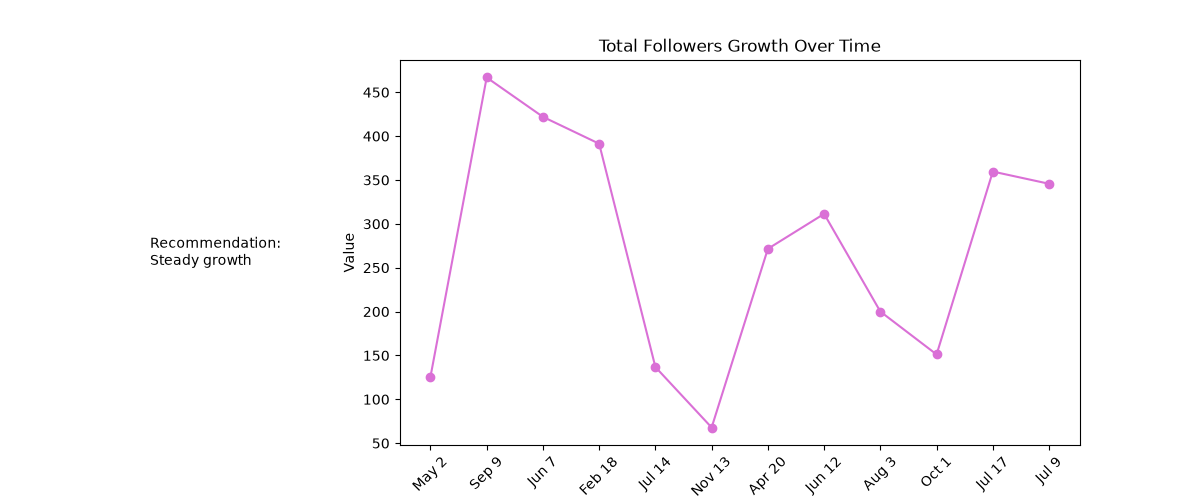 Total Followers Growth Over Time
Recommendation:
Steady growth
Value
450
400
350
300
250
200
150
100
50
May 2
Sep 9
Jun 7
Feb 18
Jul 14
Nov 13
Apr 20
Jun 12
Aug 3
Oct 1
Jul 17
Jul 9